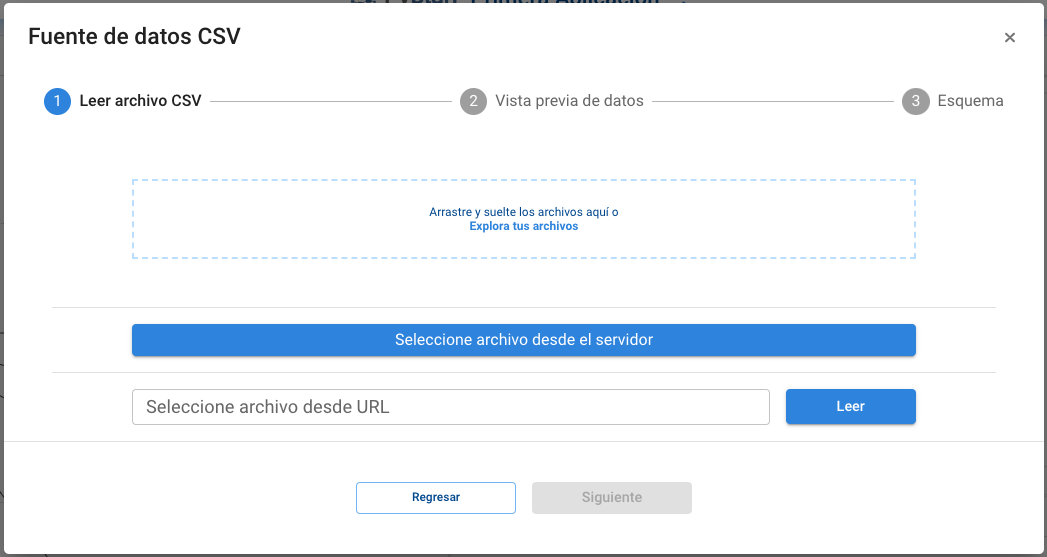 Fuente de datos CSV
×
1 Leer archivo CSV
2 Vista previa de datos
3 Esquema
Arrastre y suelte los archivos aquí o
Explora tus archivos
Seleccione archivo desde el servidor
Seleccione archivo desde URL
Leer
Regresar
Siguiente